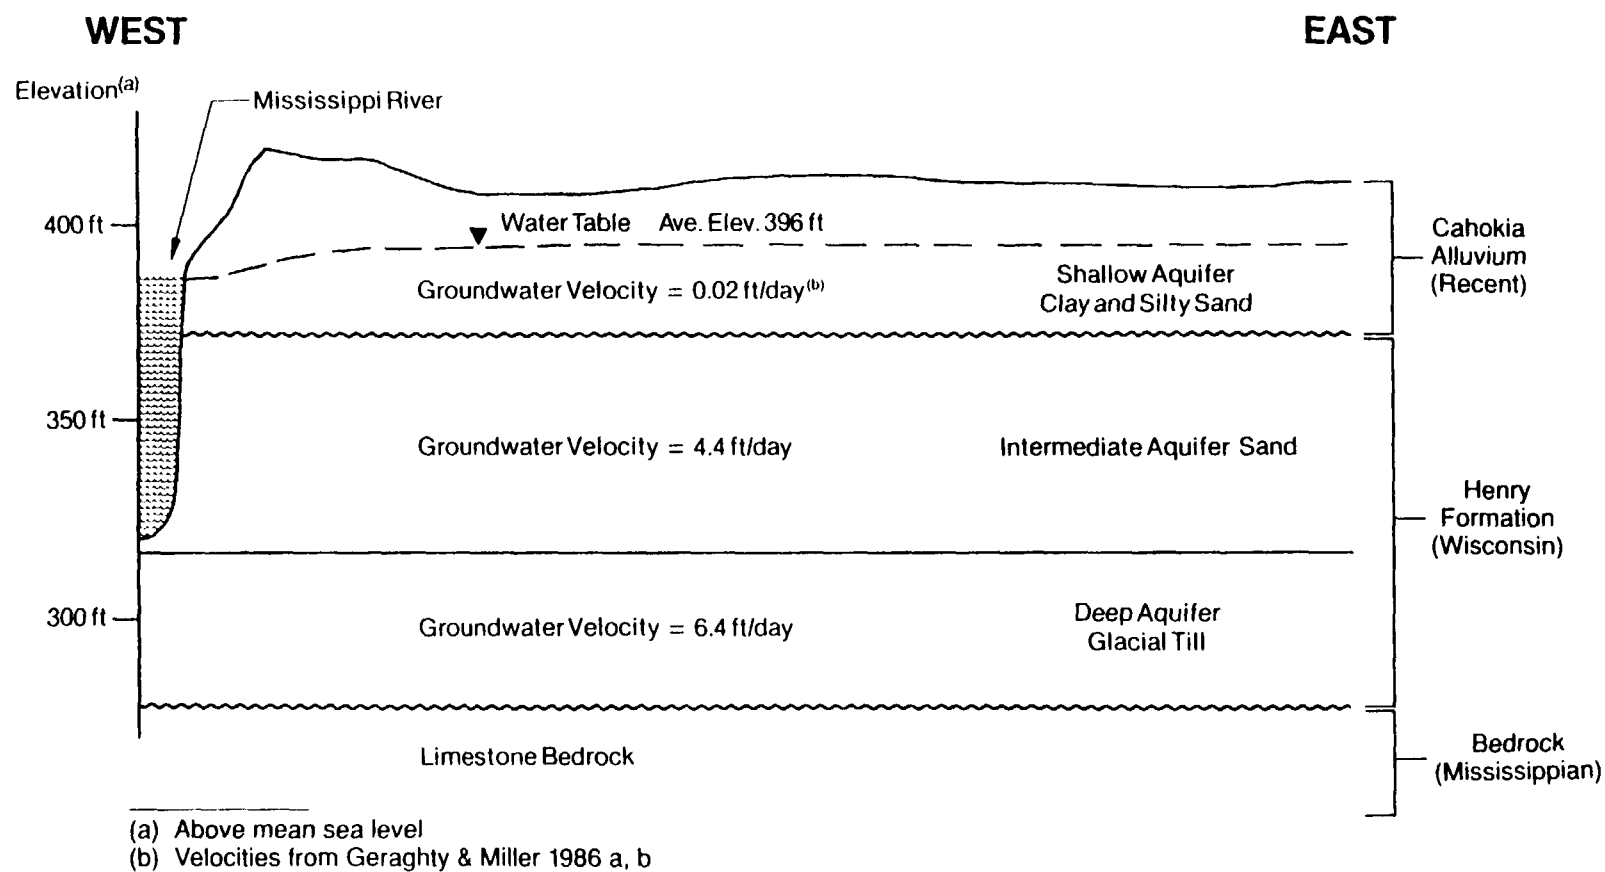 WEST
EAST
Elevation(a)
Mississippi River
400 ft
Water Table Ave. Elev. 396 ft
Cahokia
Alluvium
(Recent)
Groundwater Velocity = 0.02 ft/day(b)
Shallow Aquifer
Clay and Silty Sand
350 ft
Groundwater Velocity = 4.4 ft/day
Intermediate Aquifer Sand
Henry
Formation
(Wisconsin)
300 ft
Groundwater Velocity = 6.4 ft/day
Deep Aquifer
Glacial Till
Limestone Bedrock
Bedrock
(Mississippian)
(a) Above mean sea level
(b) Velocities from Geraghty & Miller 1986 a, b